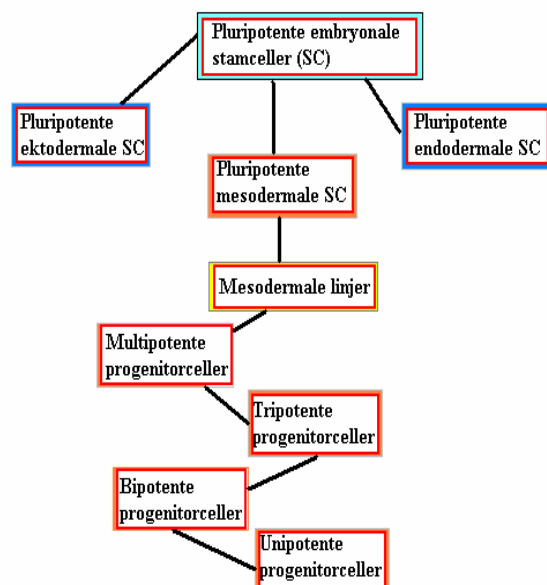 Pluripotente embryonale
stamceller (SC)
Pluripotente
ektodermale SC
Pluripotente
endodermale SC
Pluripotente
mesodermale SC
Mesodermale linjer
Multipotente
progenitorceller
Tripotente
progenitorceller
Bipotente
progenitorceller
Unipotente
progenitorceller